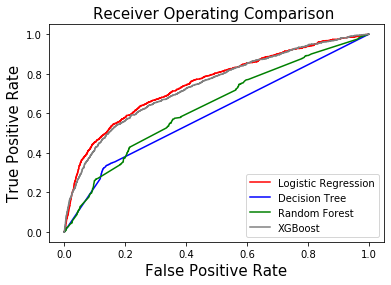 Receiver Operating Comparison
True Positive Rate
1.0
0.8
0.6
0.4
0.2
0.0
Logistic Regression
Decision Tree
Random Forest
XGBoost
0.0 0.2 0.4 0.6 0.8 1.0
False Positive Rate